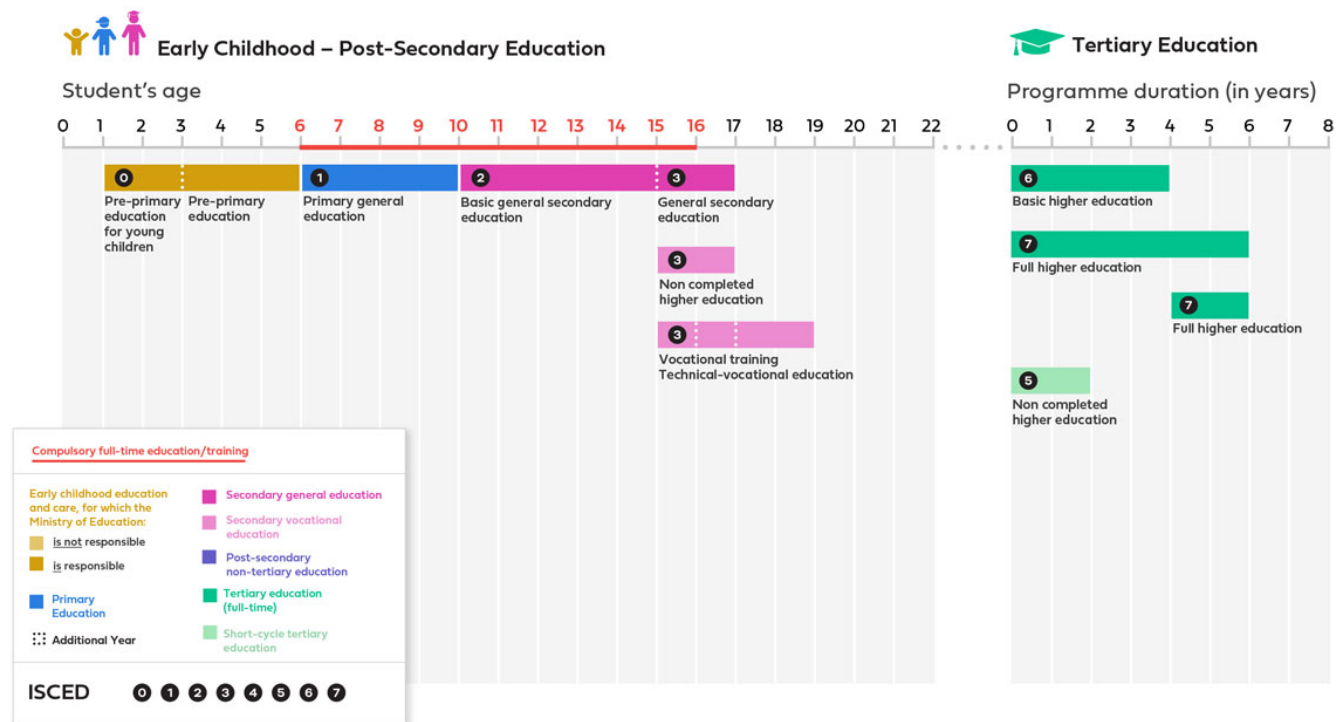 Early Childhood – Post-Secondary Education
Student's age
0 1 2 3 4 5 6 7 8 9 10 11 12 13 14 15 16 17 18 19 20 21 22
0
Pre-primary
education
for young
children
Pre-primary
education
1
Primary general
education
2
Basic general secondary
education
3
General secondary
education
3
Non completed
higher education
3
Vocational training
Technical-vocational education
Tertiary Education
Programme duration (in years)
0 1 2 3 4 5 6 7 8
6
Basic higher education
7
Full higher education
7
Full higher education
5
Non completed
higher education
Compulsory full-time education/training
Early childhood education
and care, for which the
Ministry of Education:
is not responsible
is responsible
Primary
Education
Additional Year
Secondary general education
Secondary vocational
education
Post-secondary
non-tertiary education
Tertiary education
(full-time)
Short-cycle tertiary
education
ISCED 0 1 2 3 4 5 6 7